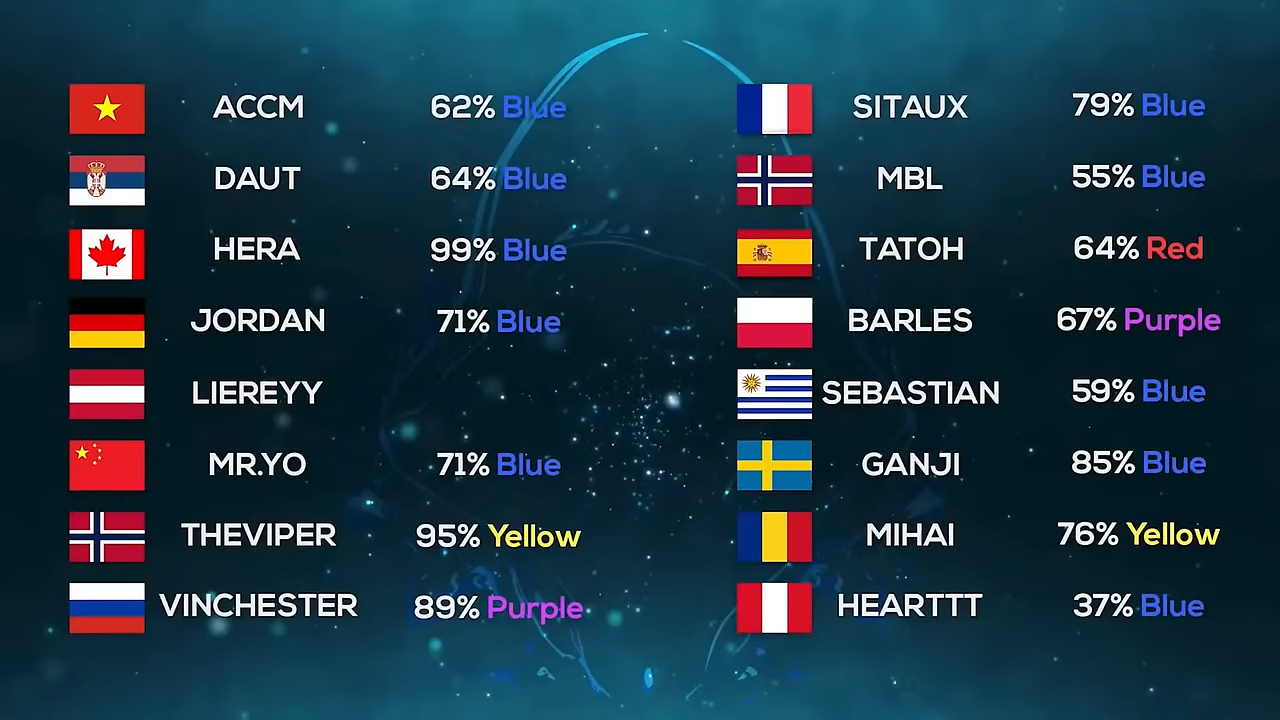 ACCM 62% Blue
DAUT 64% Blue
HERA 99% Blue
JORDAN 71% Blue
LIEREYY
MR.YO 71% Blue
THEVIPER 95% Yellow
VINCHESTER 89% Purple
SITAUX 79% Blue
MBL 55% Blue
TATOH 64% Red
BARLES 67% Purple
SEBASTIAN 59% Blue
GANJI 85% Blue
MIHAI 76% Yellow
HEARTTT 37% Blue